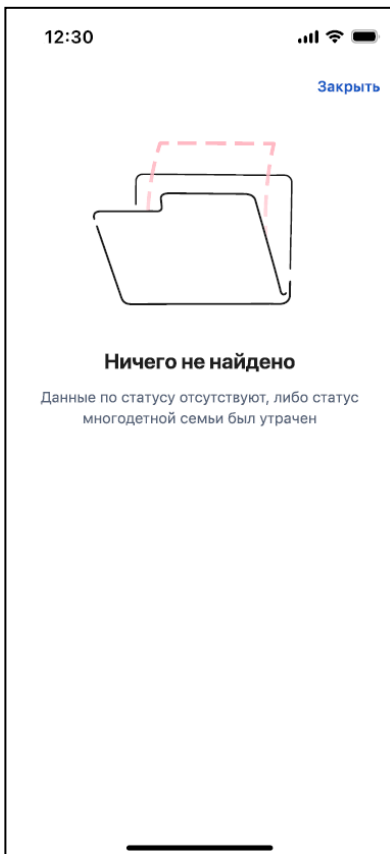 12:30
Закрыть
Ничего не найдено
Данные по статусу отсутствуют, либо статус
многодетной семьи был утрачен